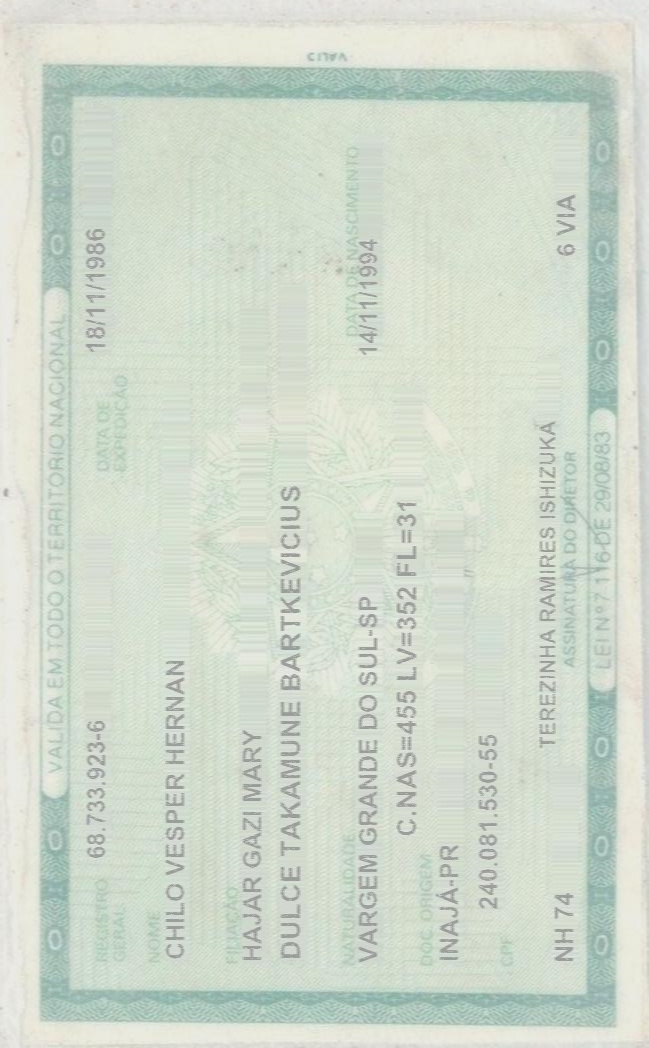 VALIDA EM TODO O TERRITORIO NACIONAL
REGISTRO GERAL 68.733.923-6 DATA DE EXPEDIÇÃO 18/11/1986
NOME
CHILO VESPER HERNAN
FILIAÇÃO
HAJAR GAZI MARY
DULCE TAKAMUNE BARTKEVICIUS
NATURALIDADE DATA DE NASCIMENTO
VARGEM GRANDE DO SUL-SP 14/11/1994
DOC. ORIGEM C.NAS=455 LV=352 FL=31
INAJÁ-PR
CPF 240.081.530-55
NH 74 TEREZINHA RAMIRES ISHIZUKA 6 VIA
ASSINATURA DO DIRETOR
LEI Nº 7.116 DE 29/08/83